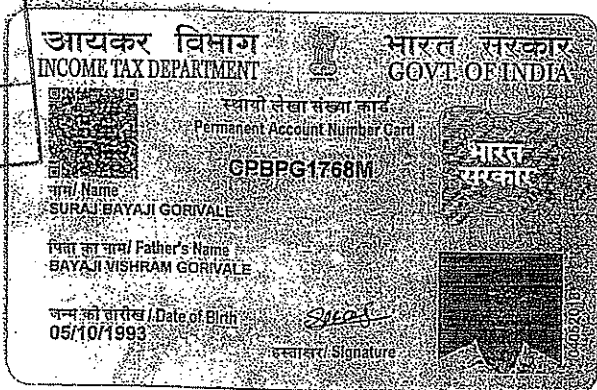 आयकर विभाग
INCOME TAX DEPARTMENT
भारत सरकार
GOVT. OF INDIA
स्थायी लेखा संख्या कार्ड
Permanent Account Number Card
GPBPG1768M
भारत
सरकार
नाम/ Name
SURAJ BAYAJI GORIVALE
पिता का नाम/ Father's Name
BAYAJI VISHRAM GORIVALE
जन्म की तारीख / Date of Birth
05/10/1993
हस्ताक्षर/ Signature